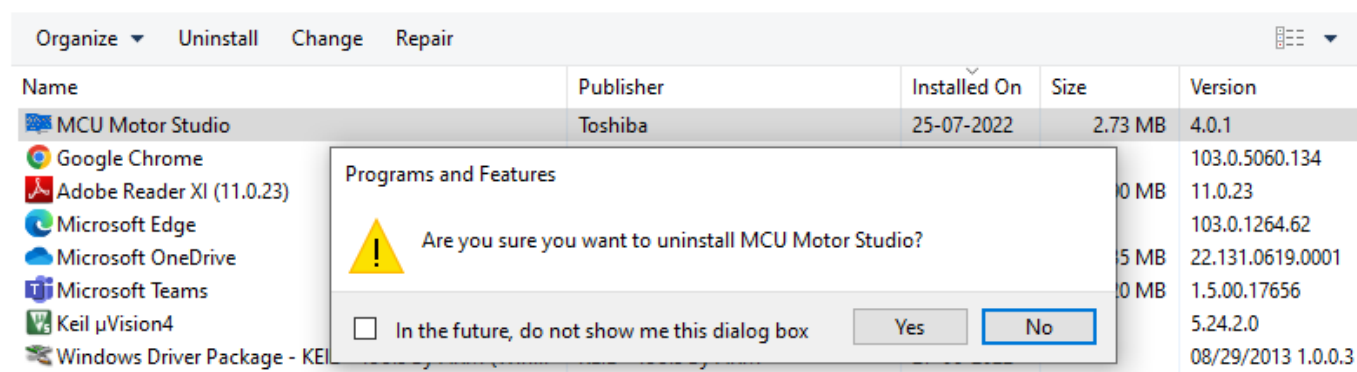 Organize Uninstall Change Repair
Name Publisher Installed On Size Version
MCU Motor Studio Toshiba 25-07-2022 2.73 MB 4.0.1
Google Chrome 103.0.5060.134
Programs and Features
Adobe Reader XI (11.0.23) MB 11.0.23
Microsoft Edge 103.0.1264.62
Are you sure you want to uninstall MCU Motor Studio?
Microsoft OneDrive MB 22.131.0619.0001
Microsoft Teams MB 1.5.00.17656
Keil µVision4 5.24.2.0
In the future, do not show me this dialog box Yes No
Windows Driver Package - 08/29/2013 1.0.0.3